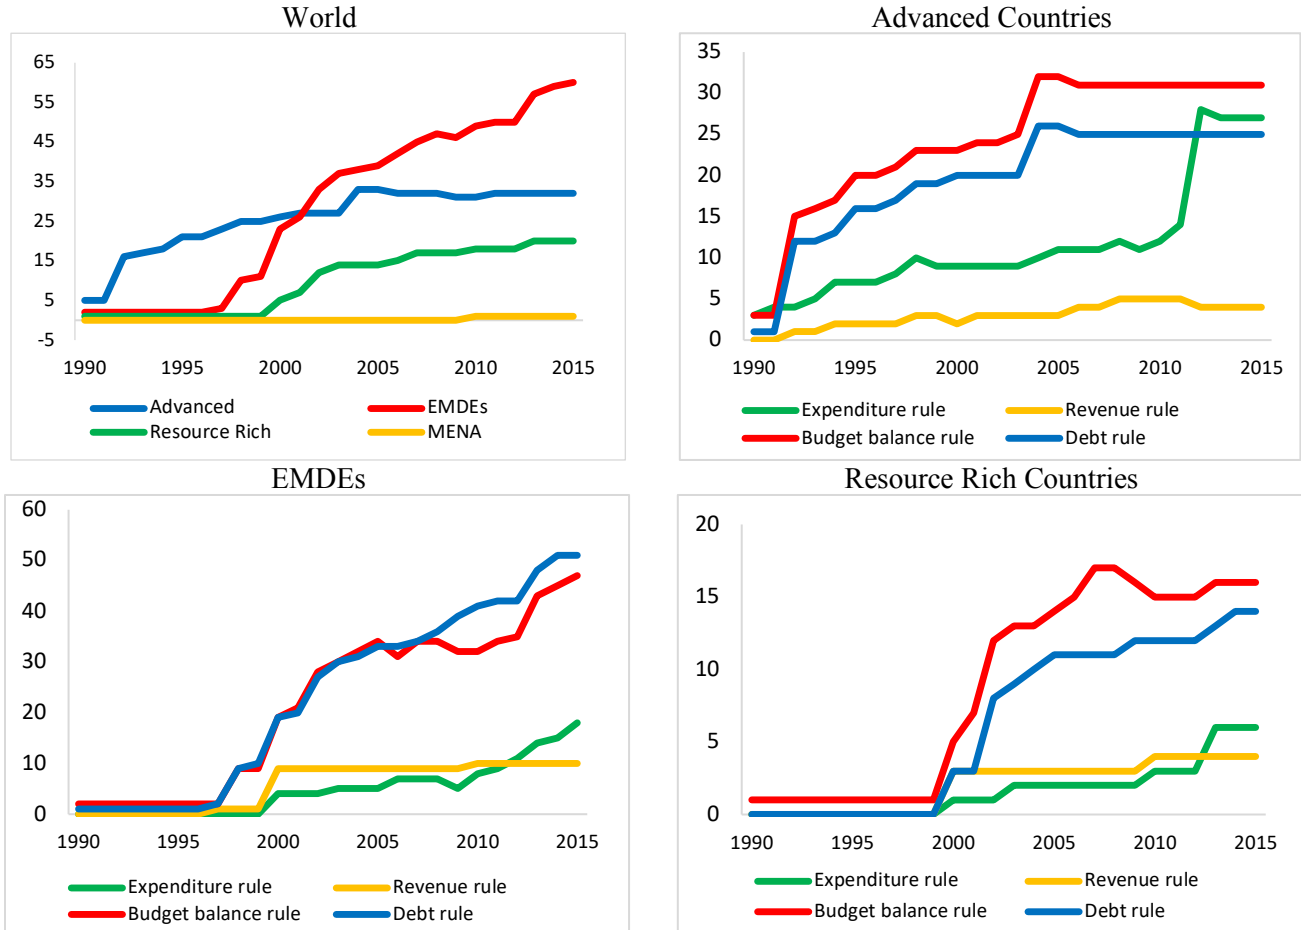 World
65
55
45
35
25
15
5
-5
1990 1995 2000 2005 2010 2015
Advanced EMDEs
Resource Rich MENA
Advanced Countries
35
30
25
20
15
10
5
0
1990 1995 2000 2005 2010 2015
Expenditure rule Revenue rule
Budget balance rule Debt rule
EMDEs
60
50
40
30
20
10
0
1990 1995 2000 2005 2010 2015
Expenditure rule Revenue rule
Budget balance rule Debt rule
Resource Rich Countries
20
15
10
5
0
1990 1995 2000 2005 2010 2015
Expenditure rule Revenue rule
Budget balance rule Debt rule